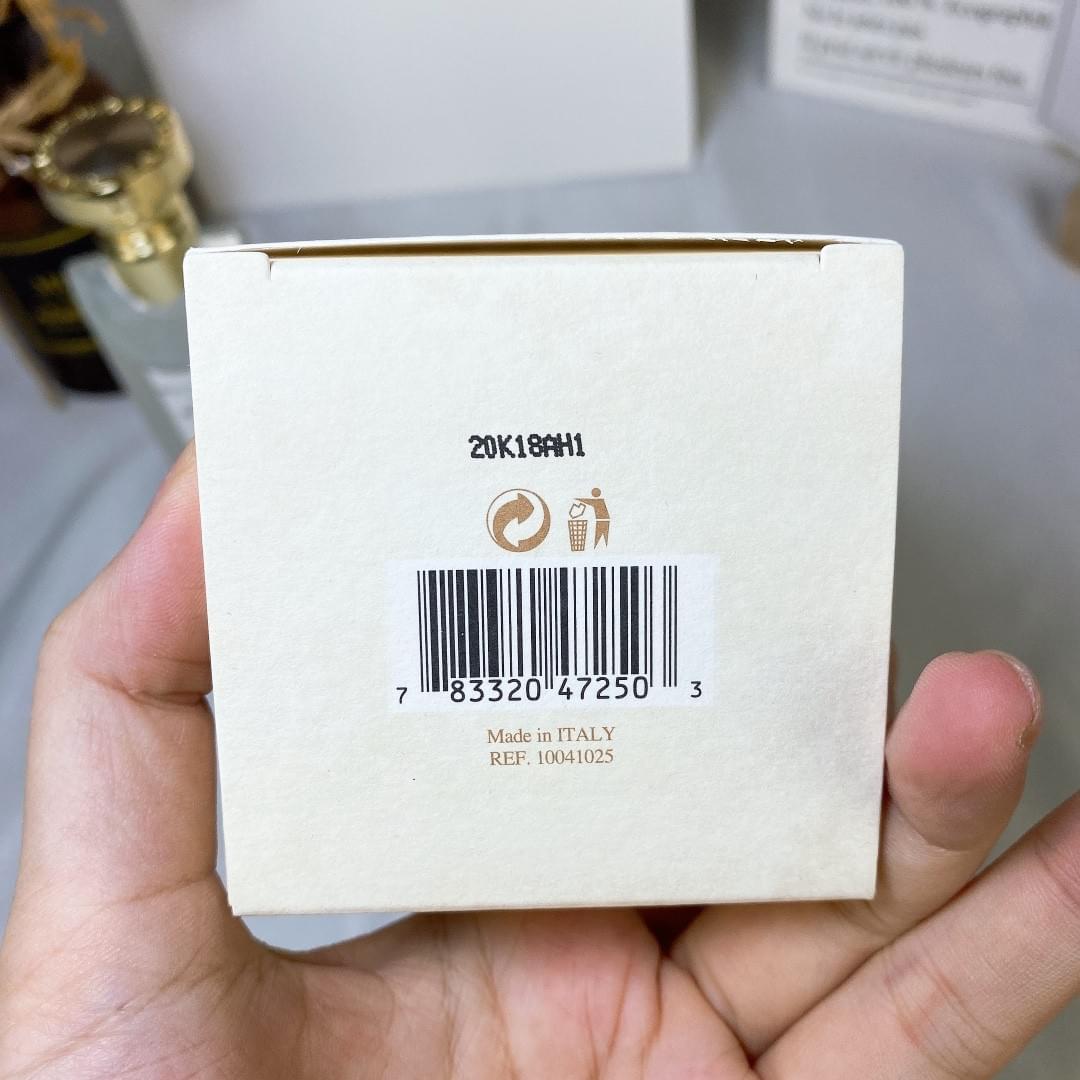 20K18AH1
7 83320 47250 3
Made in ITALY
REF. 10041025